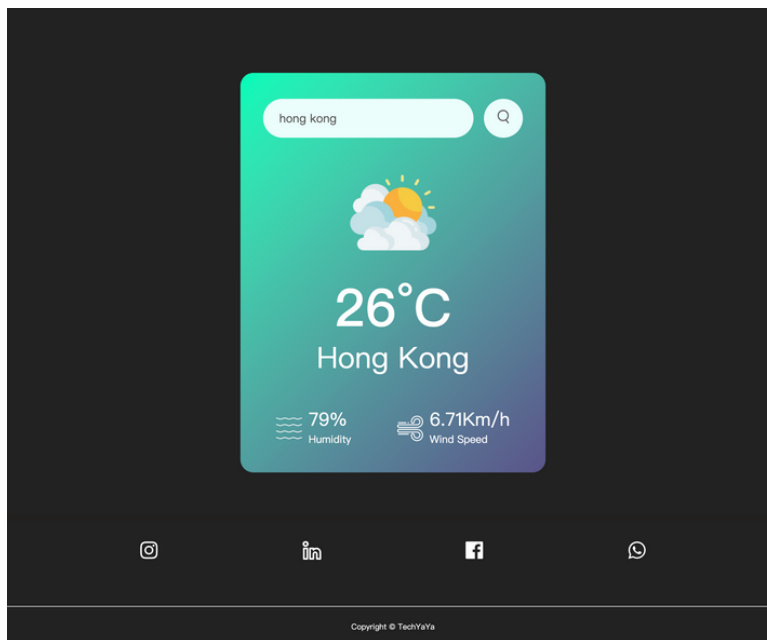 hong kong
26°C
Hong Kong
79%
Humidity
6.71Km/h
Wind Speed
Copyright © TechYaYa